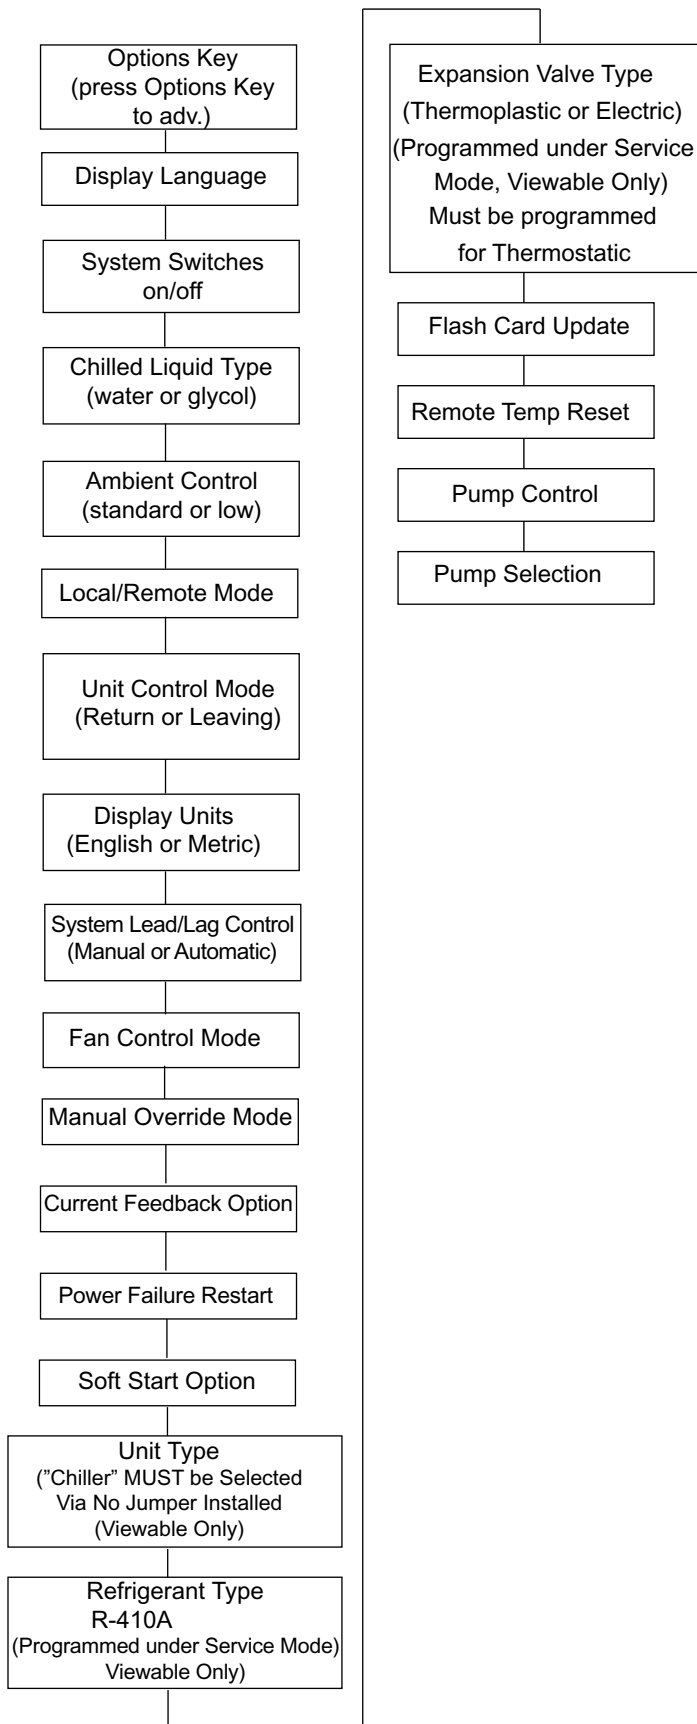 Options Key
(press Options Key
to adv.)
Display Language
System Switches
on/off
Chilled Liquid Type
(water or glycol)
Ambient Control
(standard or low)
Local/Remote Mode
Unit Control Mode
(Return or Leaving)
Display Units
(English or Metric)
System Lead/Lag Control
(Manual or Automatic)
Fan Control Mode
Manual Override Mode
Current Feedback Option
Power Failure Restart
Soft Start Option
Unit Type
("Chiller" MUST be Selected
Via No Jumper Installed
(Viewable Only)
Refrigerant Type
R-410A
(Programmed under Service Mode)
Viewable Only)
Expansion Valve Type
(Thermoplastic or Electric)
(Programmed under Service
Mode, Viewable Only)
Must be programmed
for Thermostatic
Flash Card Update
Remote Temp Reset
Pump Control
Pump Selection